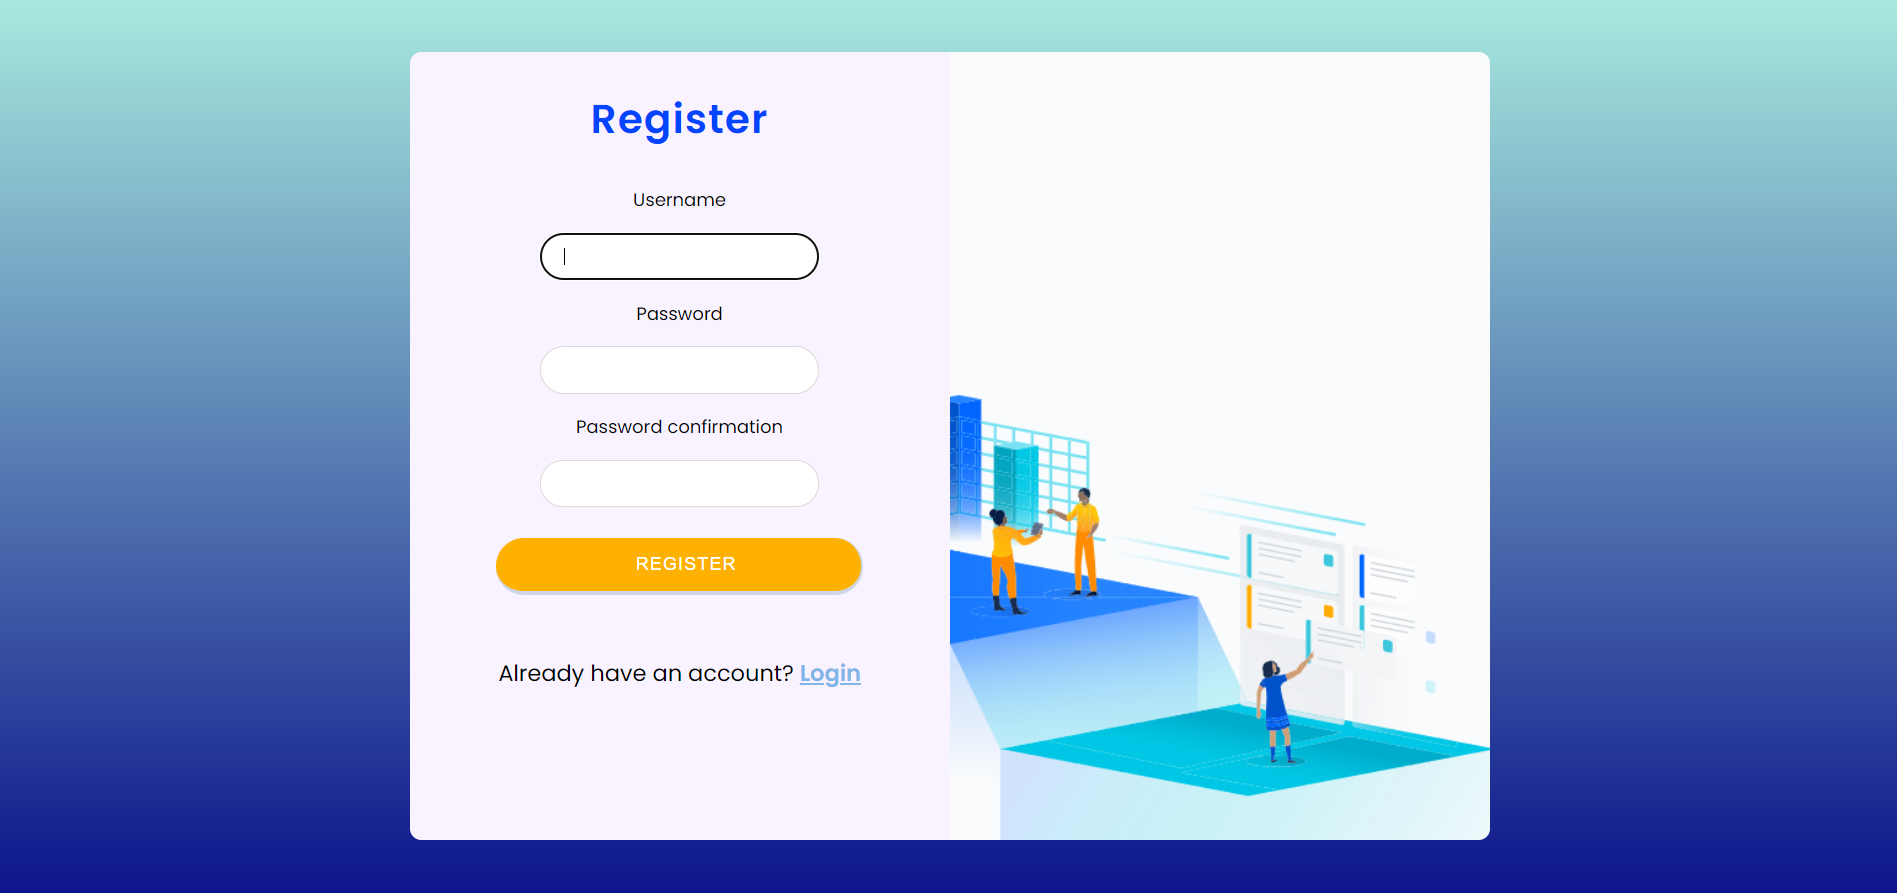 Register
Username
Password
Password confirmation
REGISTER
Already have an account? Login